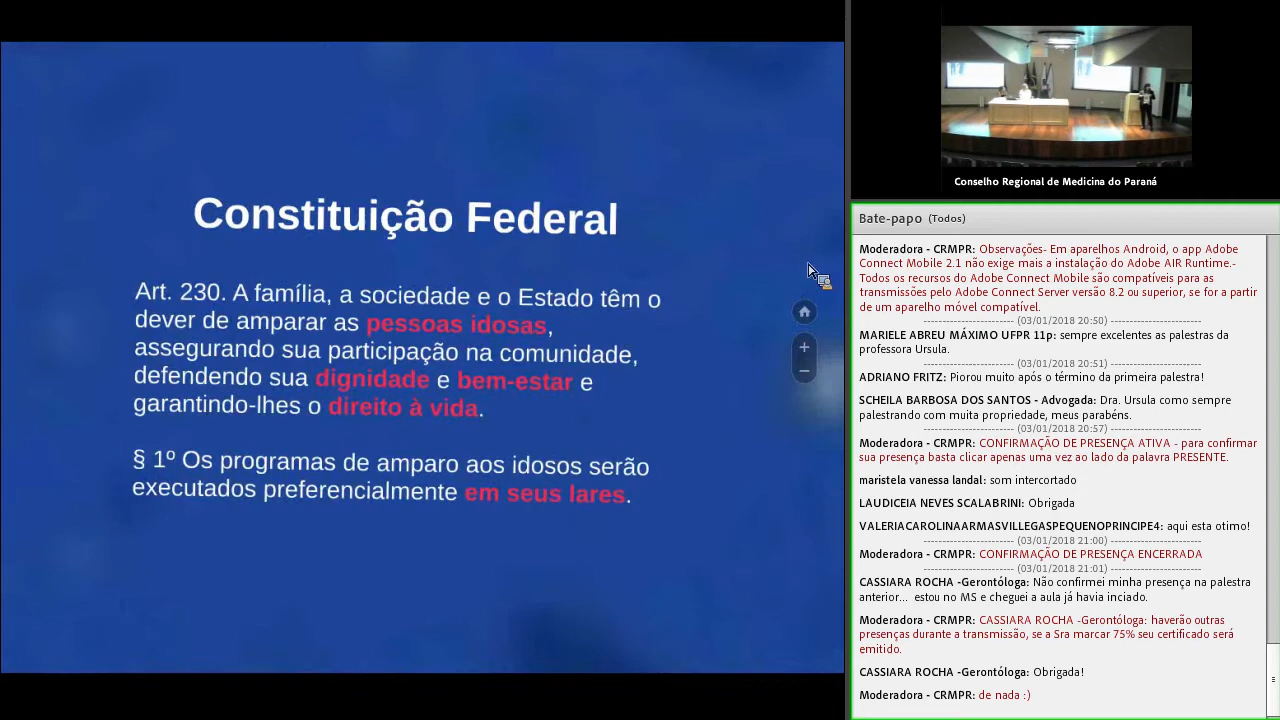 Constituição Federal
Art. 230. A família, a sociedade e o Estado têm o
dever de amparar as pessoas idosas,
assegurando sua participação na comunidade,
defendendo sua dignidade e bem-estar e
garantindo-lhes o direito à vida.
§ 1º Os programas de amparo aos idosos serão
executados preferencialmente em seus lares.
Conselho Regional de Medicina do Paraná
Bate-papo (Todos)
Moderadora - CRMPR: Observações- Em aparelhos Android, o app Adobe
Connect Mobile 2.1 não exige mais a instalação do Adobe AIR Runtime.-
Todos os recursos do Adobe Connect Mobile são compatíveis para as
transmissões pelo Adobe Connect Server versão 8.2 ou superior, se for a partir
de um aparelho móvel compatível.
----------------------- (03/01/2018 20:50) -----------------------
MARIELE ABREU MÁXIMO UFPR 11p: sempre excelentes as palestras da
professora Ursula.
----------------------- (03/01/2018 20:51) -----------------------
ADRIANO FRITZ: Piorou muito após o término da primeira palestra!
SCHEILA BARBOSA DOS SANTOS - Advogada: Dra. Ursula como sempre
palestrando com muita propriedade, meus parabéns.
----------------------- (03/01/2018 20:57) -----------------------
Moderadora - CRMPR: CONFIRMAÇÃO DE PRESENÇA ATIVA - para confirmar
sua presença basta clicar apenas uma vez ao lado da palavra PRESENTE.
maristela vanessa landal: som intercortado
LAUDICEIA NEVES SCALABRINI: Obrigada
VALERIACAROLINAARMASVILLEGASPEQUENOPRINCIPE4: aqui esta otimo!
----------------------- (03/01/2018 21:00) -----------------------
Moderadora - CRMPR: CONFIRMAÇÃO DE PRESENÇA ENCERRADA
----------------------- (03/01/2018 21:01) -----------------------
CASSIARA ROCHA -Gerontóloga: Não confirmei minha presença na palestra
anterior... estou no MS e cheguei a aula já havia inciado.
Moderadora - CRMPR: CASSIARA ROCHA -Gerontóloga: haverão outras
presenças durante a transmissão, se a Sra marcar 75% seu certificado será
emitido.
CASSIARA ROCHA -Gerontóloga: Obrigada!
Moderadora - CRMPR: de nada :)